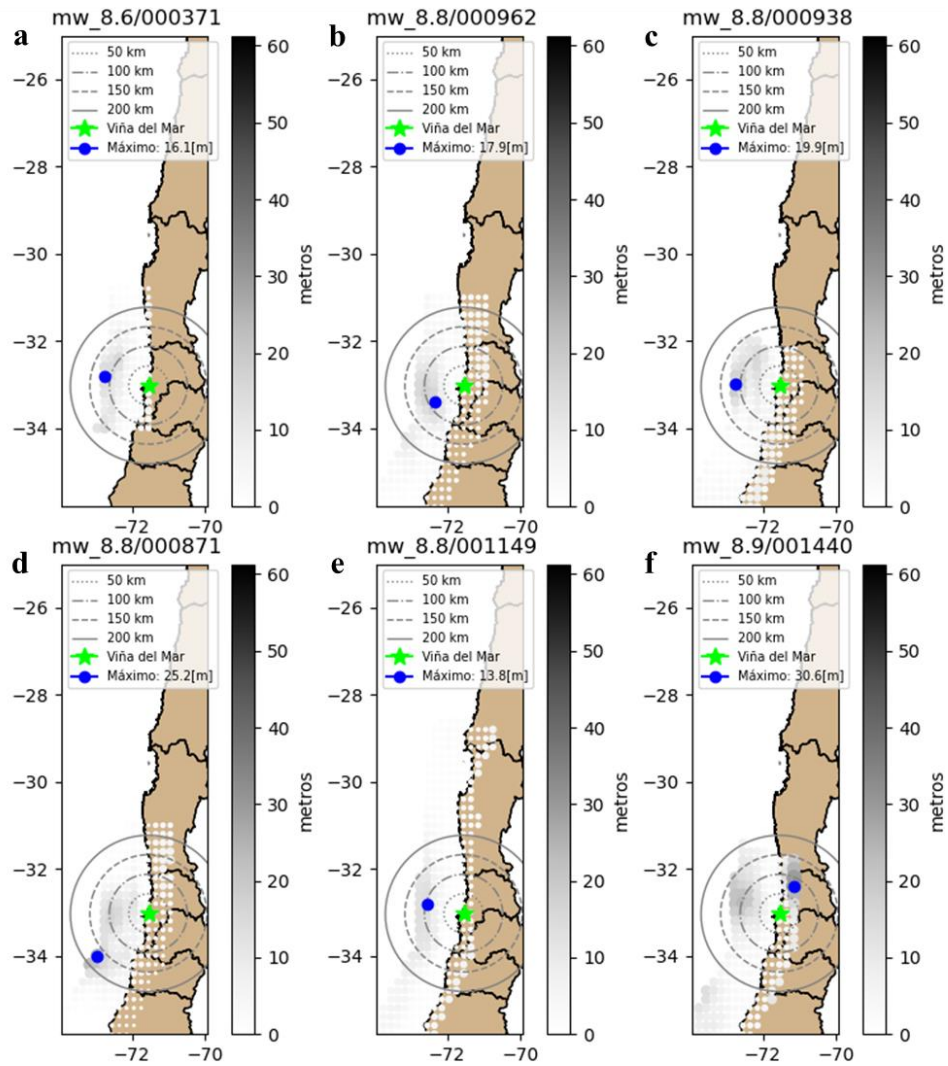 a mw_8.6/000371
50 km
100 km
150 km
200 km
Viña del Mar
Máximo: 16.1[m]
−26
−28
−30
−32
−34
−72 −70
60
50
40
30
20
10
0
metros
b mw_8.8/000962
50 km
100 km
150 km
200 km
Viña del Mar
Máximo: 17.9[m]
−26
−28
−30
−32
−34
−72 −70
60
50
40
30
20
10
0
metros
c mw_8.8/000938
50 km
100 km
150 km
200 km
Viña del Mar
Máximo: 19.9[m]
−26
−28
−30
−32
−34
−72 −70
60
50
40
30
20
10
0
metros
d mw_8.8/000871
50 km
100 km
150 km
200 km
Viña del Mar
Máximo: 25.2[m]
−26
−28
−30
−32
−34
−72 −70
60
50
40
30
20
10
0
metros
e mw_8.8/001149
50 km
100 km
150 km
200 km
Viña del Mar
Máximo: 13.8[m]
−26
−28
−30
−32
−34
−72 −70
60
50
40
30
20
10
0
metros
f mw_8.9/001440
50 km
100 km
150 km
200 km
Viña del Mar
Máximo: 30.6[m]
−26
−28
−30
−32
−34
−72 −70
60
50
40
30
20
10
0
metros